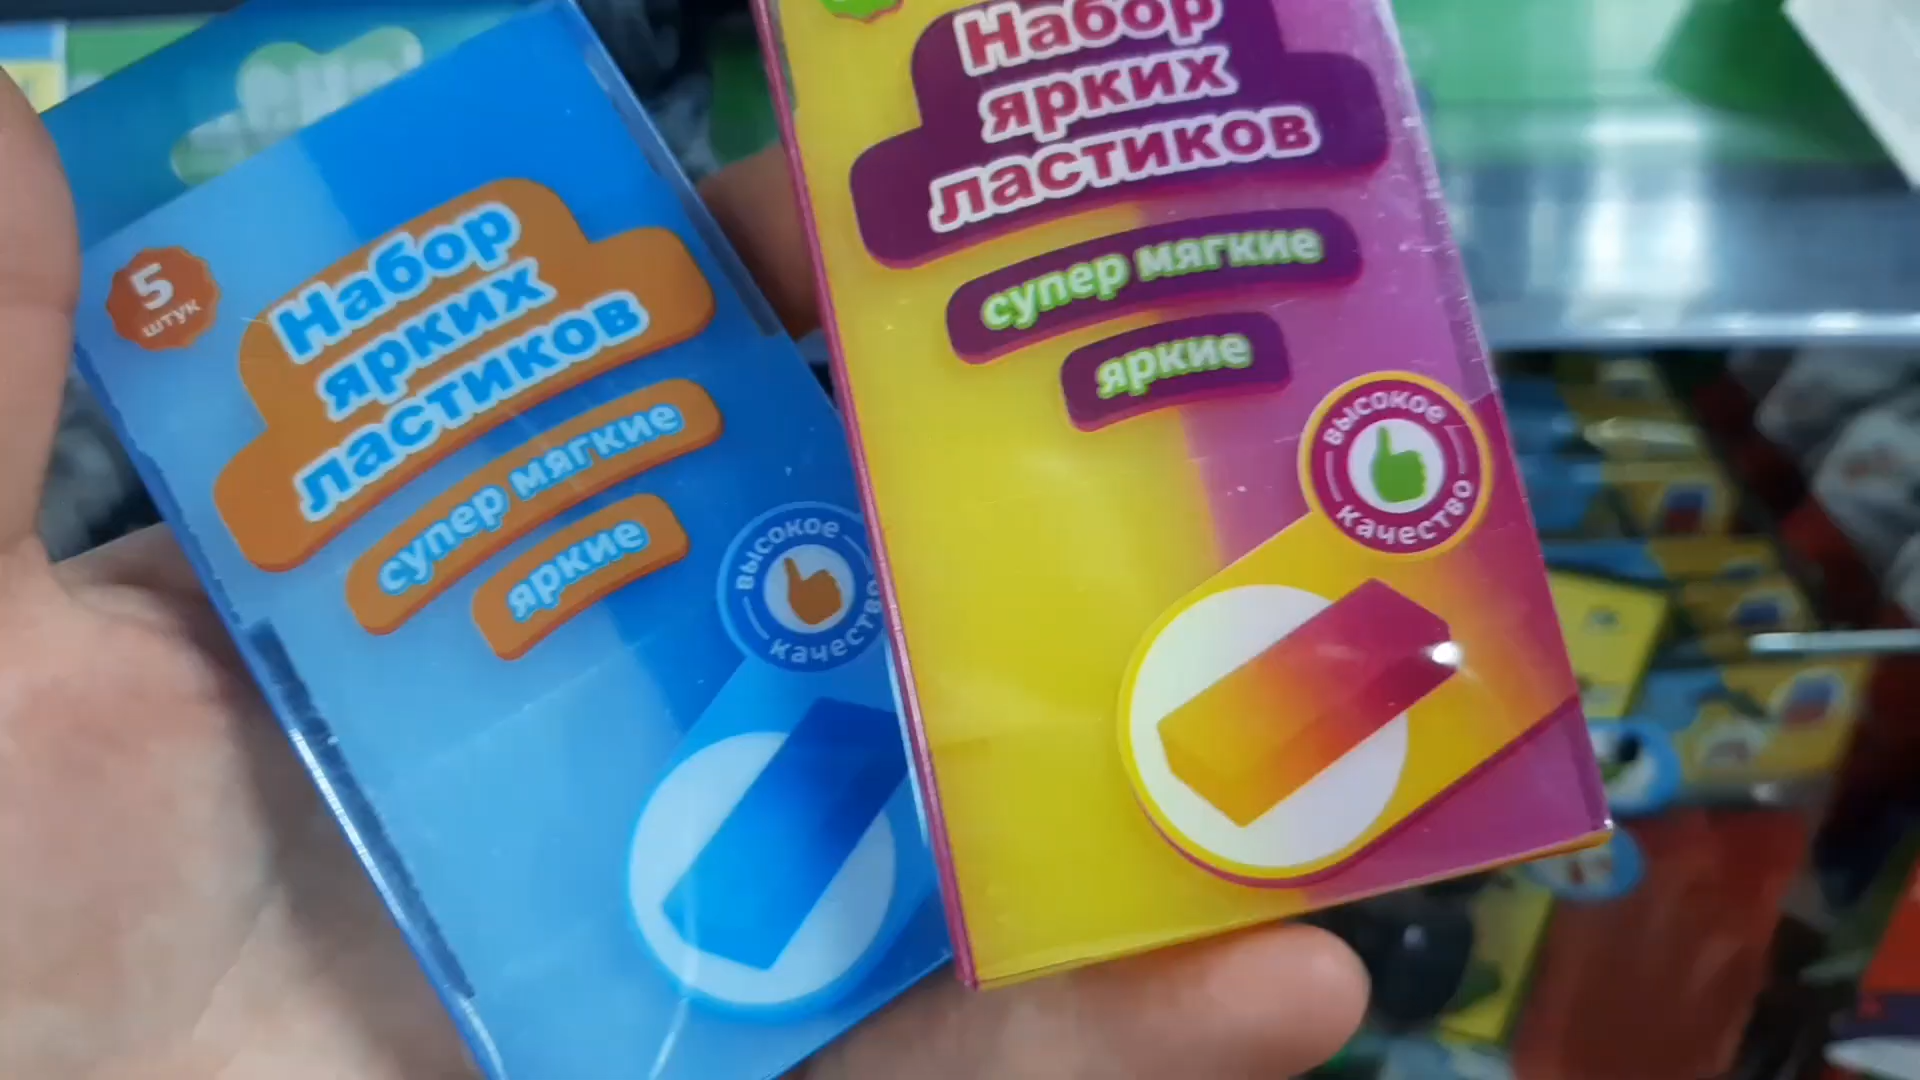 5
штук
Набор
ярких
ластиков
супер мягкие
яркие
высокое
качество
Набор
ярких
ластиков
супер мягкие
яркие
высокое
качество